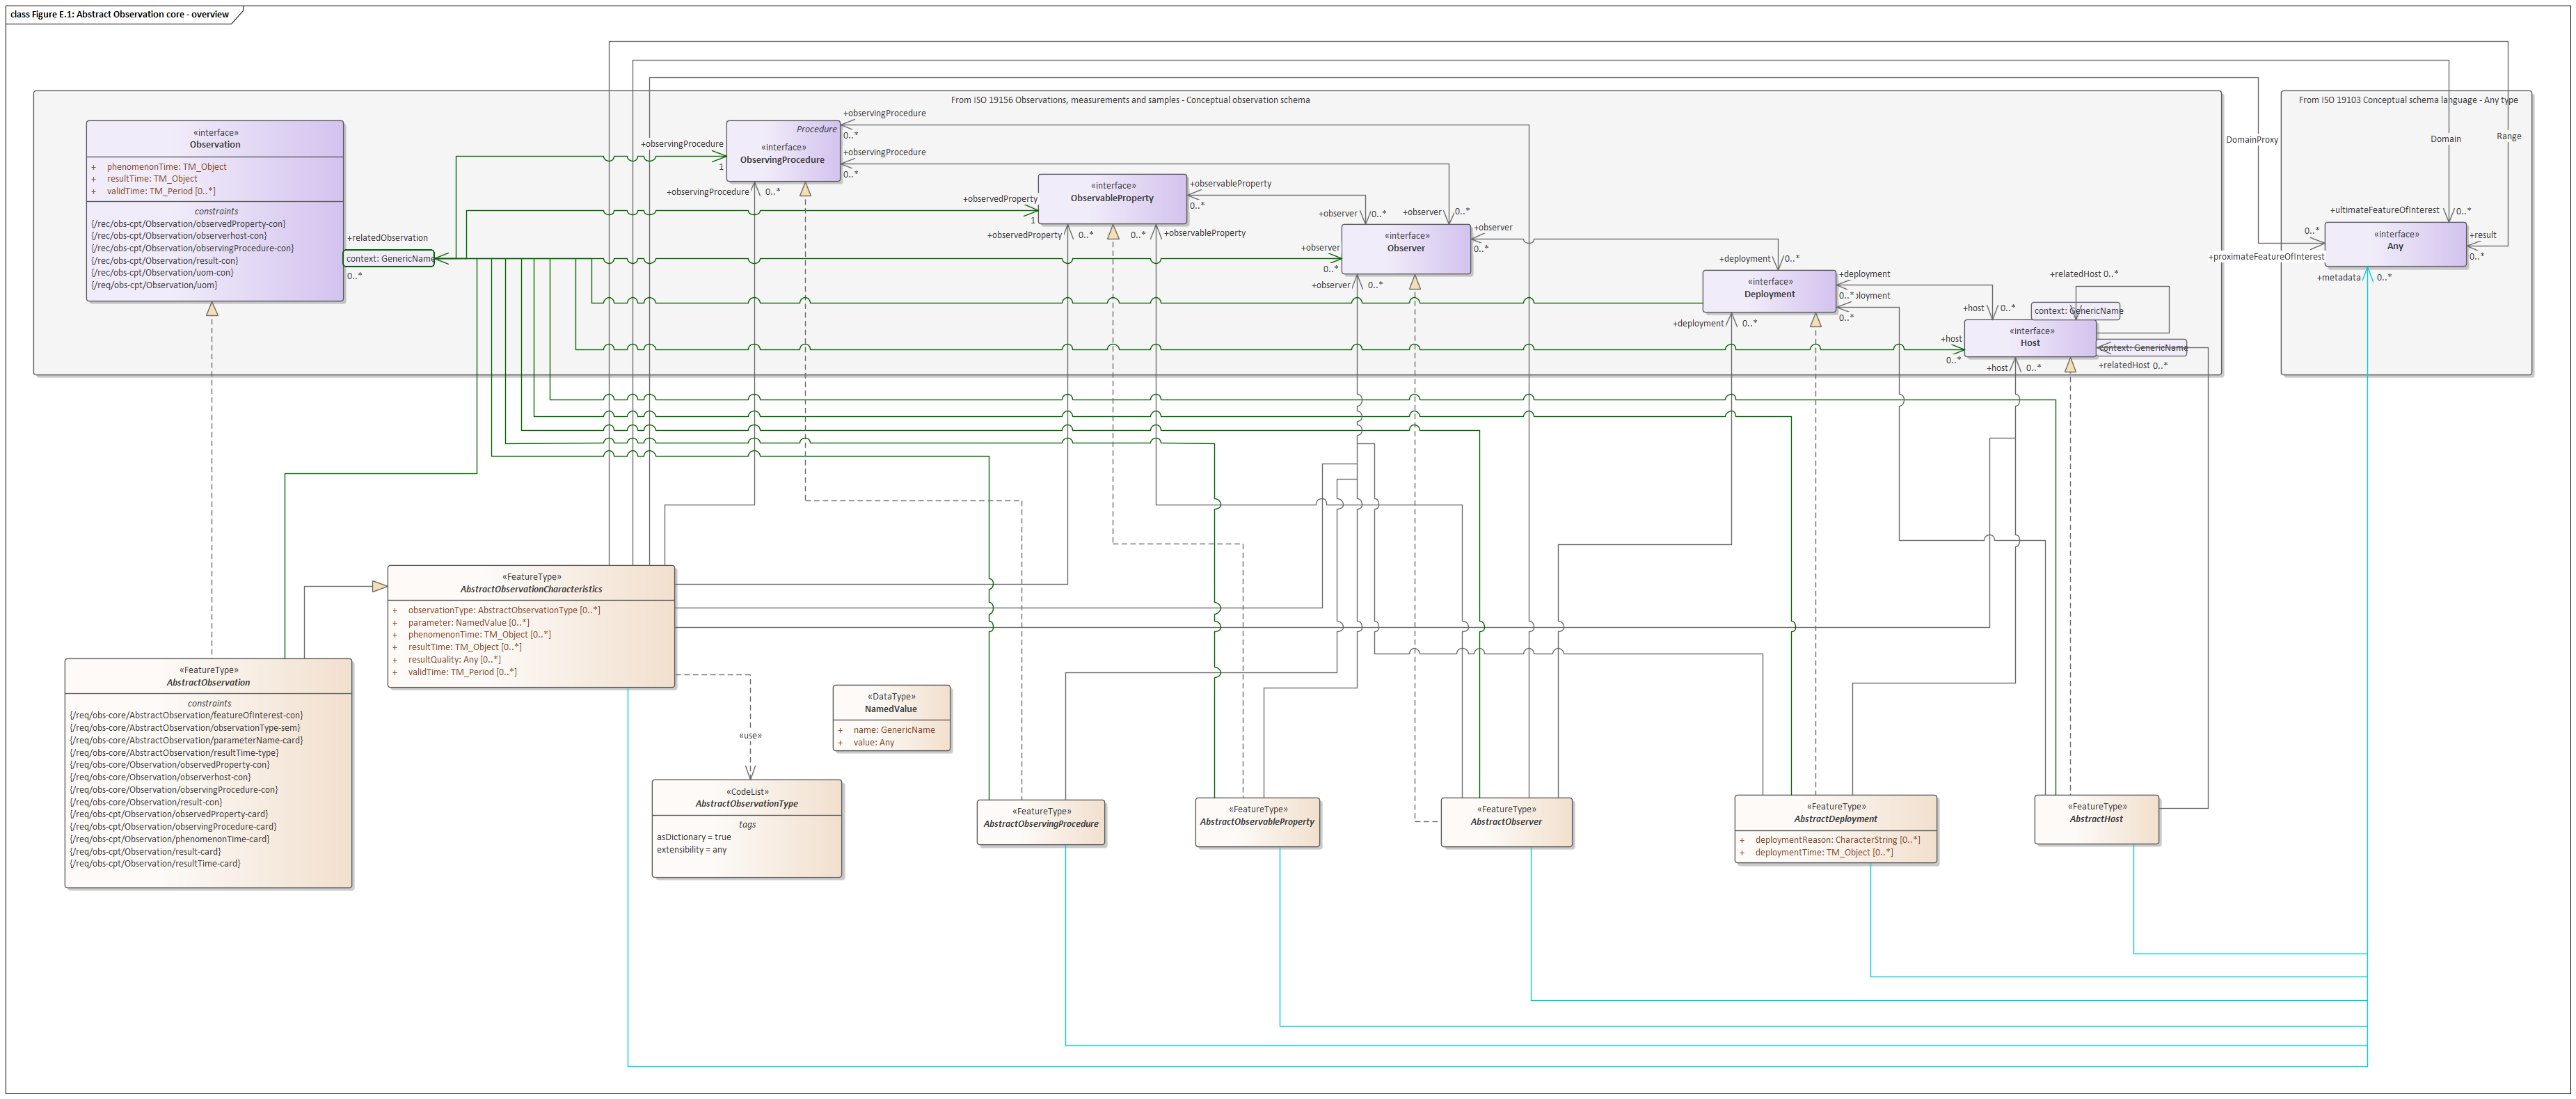 class Figure E.1: Abstract Observation core - overview
From ISO 19156 Observations, measurements and samples - Conceptual observation schema
From ISO 19103 Conceptual schema language - Any type
«interface»
Observation
+ phenomenonTime: TM_Object
+ resultTime: TM_Object
+ validTime: TM_Period [0..*]
constraints
{/rec/obs-cpt/Observation/observedProperty-con}
{/rec/obs-cpt/Observation/observerhost-con}
{/rec/obs-cpt/Observation/observingProcedure-con}
{/rec/obs-cpt/Observation/result-con}
{/rec/obs-cpt/Observation/uom-con}
{/req/obs-cpt/Observation/uom}
+relatedObservation
context: GenericName
0..*
+observingProcedure
1
Procedure
«interface»
ObservingProcedure
+observingProcedure
0..*
+observingProcedure
0..*
+observingProcedure 0..*
+observedProperty
1
«interface»
ObservableProperty
+observableProperty
0..*
+observedProperty 0..*
0..* +observableProperty
+observer 0..*
+observer 0..*
+observer
0..*
«interface»
Observer
+observer
0..*
+observer 0..*
+deployment 0..*
«interface»
Deployment
+deployment
0..*
ployment
0..*
+deployment 0..*
+host 0..*
+relatedHost 0..*
context: GenericName
+host
0..*
«interface»
Host
context: GenericName
+host 0..*
+relatedHost 0..*
DomainProxy
Domain
Range
+ultimateFeatureOfInterest 0..*
0..*
+proximateFeatureOfInterest
«interface»
Any
+result
0..*
+metadata 0..*
«FeatureType»
AbstractObservationCharacteristics
+ observationType: AbstractObservationType [0..*]
+ parameter: NamedValue [0..*]
+ phenomenonTime: TM_Object [0..*]
+ resultTime: TM_Object [0..*]
+ resultQuality: Any [0..*]
+ validTime: TM_Period [0..*]
«FeatureType»
AbstractObservation
constraints
{/req/obs-core/AbstractObservation/featureOfInterest-con}
{/req/obs-core/AbstractObservation/observationType-sem}
{/req/obs-core/AbstractObservation/parameterName-card}
{/req/obs-core/AbstractObservation/resultTime-type}
{/req/obs-core/Observation/observedProperty-con}
{/req/obs-core/Observation/observerhost-con}
{/req/obs-core/Observation/observingProcedure-con}
{/req/obs-core/Observation/result-con}
{/req/obs-cpt/Observation/observedProperty-card}
{/req/obs-cpt/Observation/observingProcedure-card}
{/req/obs-cpt/Observation/phenomenonTime-card}
{/req/obs-cpt/Observation/result-card}
{/req/obs-cpt/Observation/resultTime-card}
«use»
«DataType»
NamedValue
+ name: GenericName
+ value: Any
«CodeList»
AbstractObservationType
tags
asDictionary = true
extensibility = any
«FeatureType»
AbstractObservingProcedure
«FeatureType»
AbstractObservableProperty
«FeatureType»
AbstractObserver
«FeatureType»
AbstractDeployment
+ deploymentReason: CharacterString [0..*]
+ deploymentTime: TM_Object [0..*]
«FeatureType»
AbstractHost